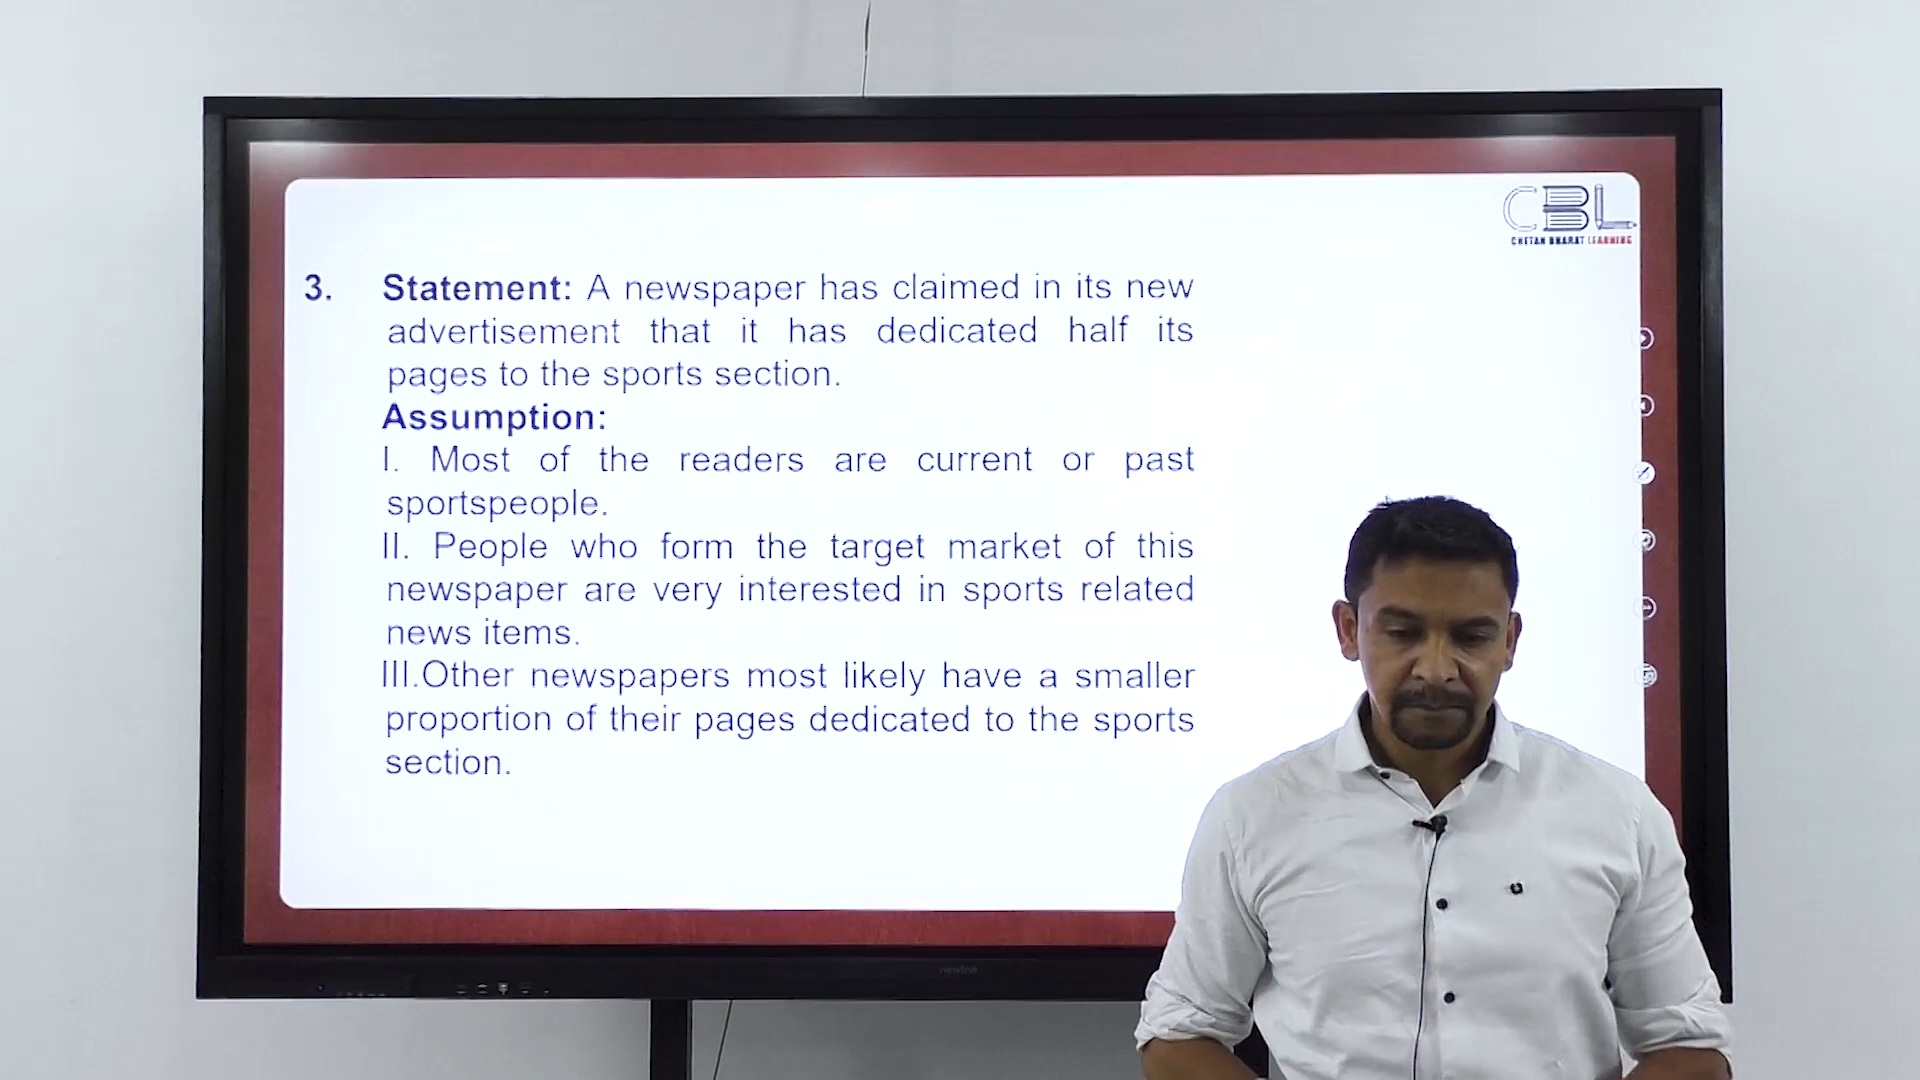 CBL
CHETAN BHARAT LEARNING
3. Statement: A newspaper has claimed in its new
advertisement that it has dedicated half its
pages to the sports section.
Assumption:
I. Most of the readers are current or past
sportspeople.
II. People who form the target market of this
newspaper are very interested in sports related
news items.
III.Other newspapers most likely have a smaller
proportion of their pages dedicated to the sports
section.
newline